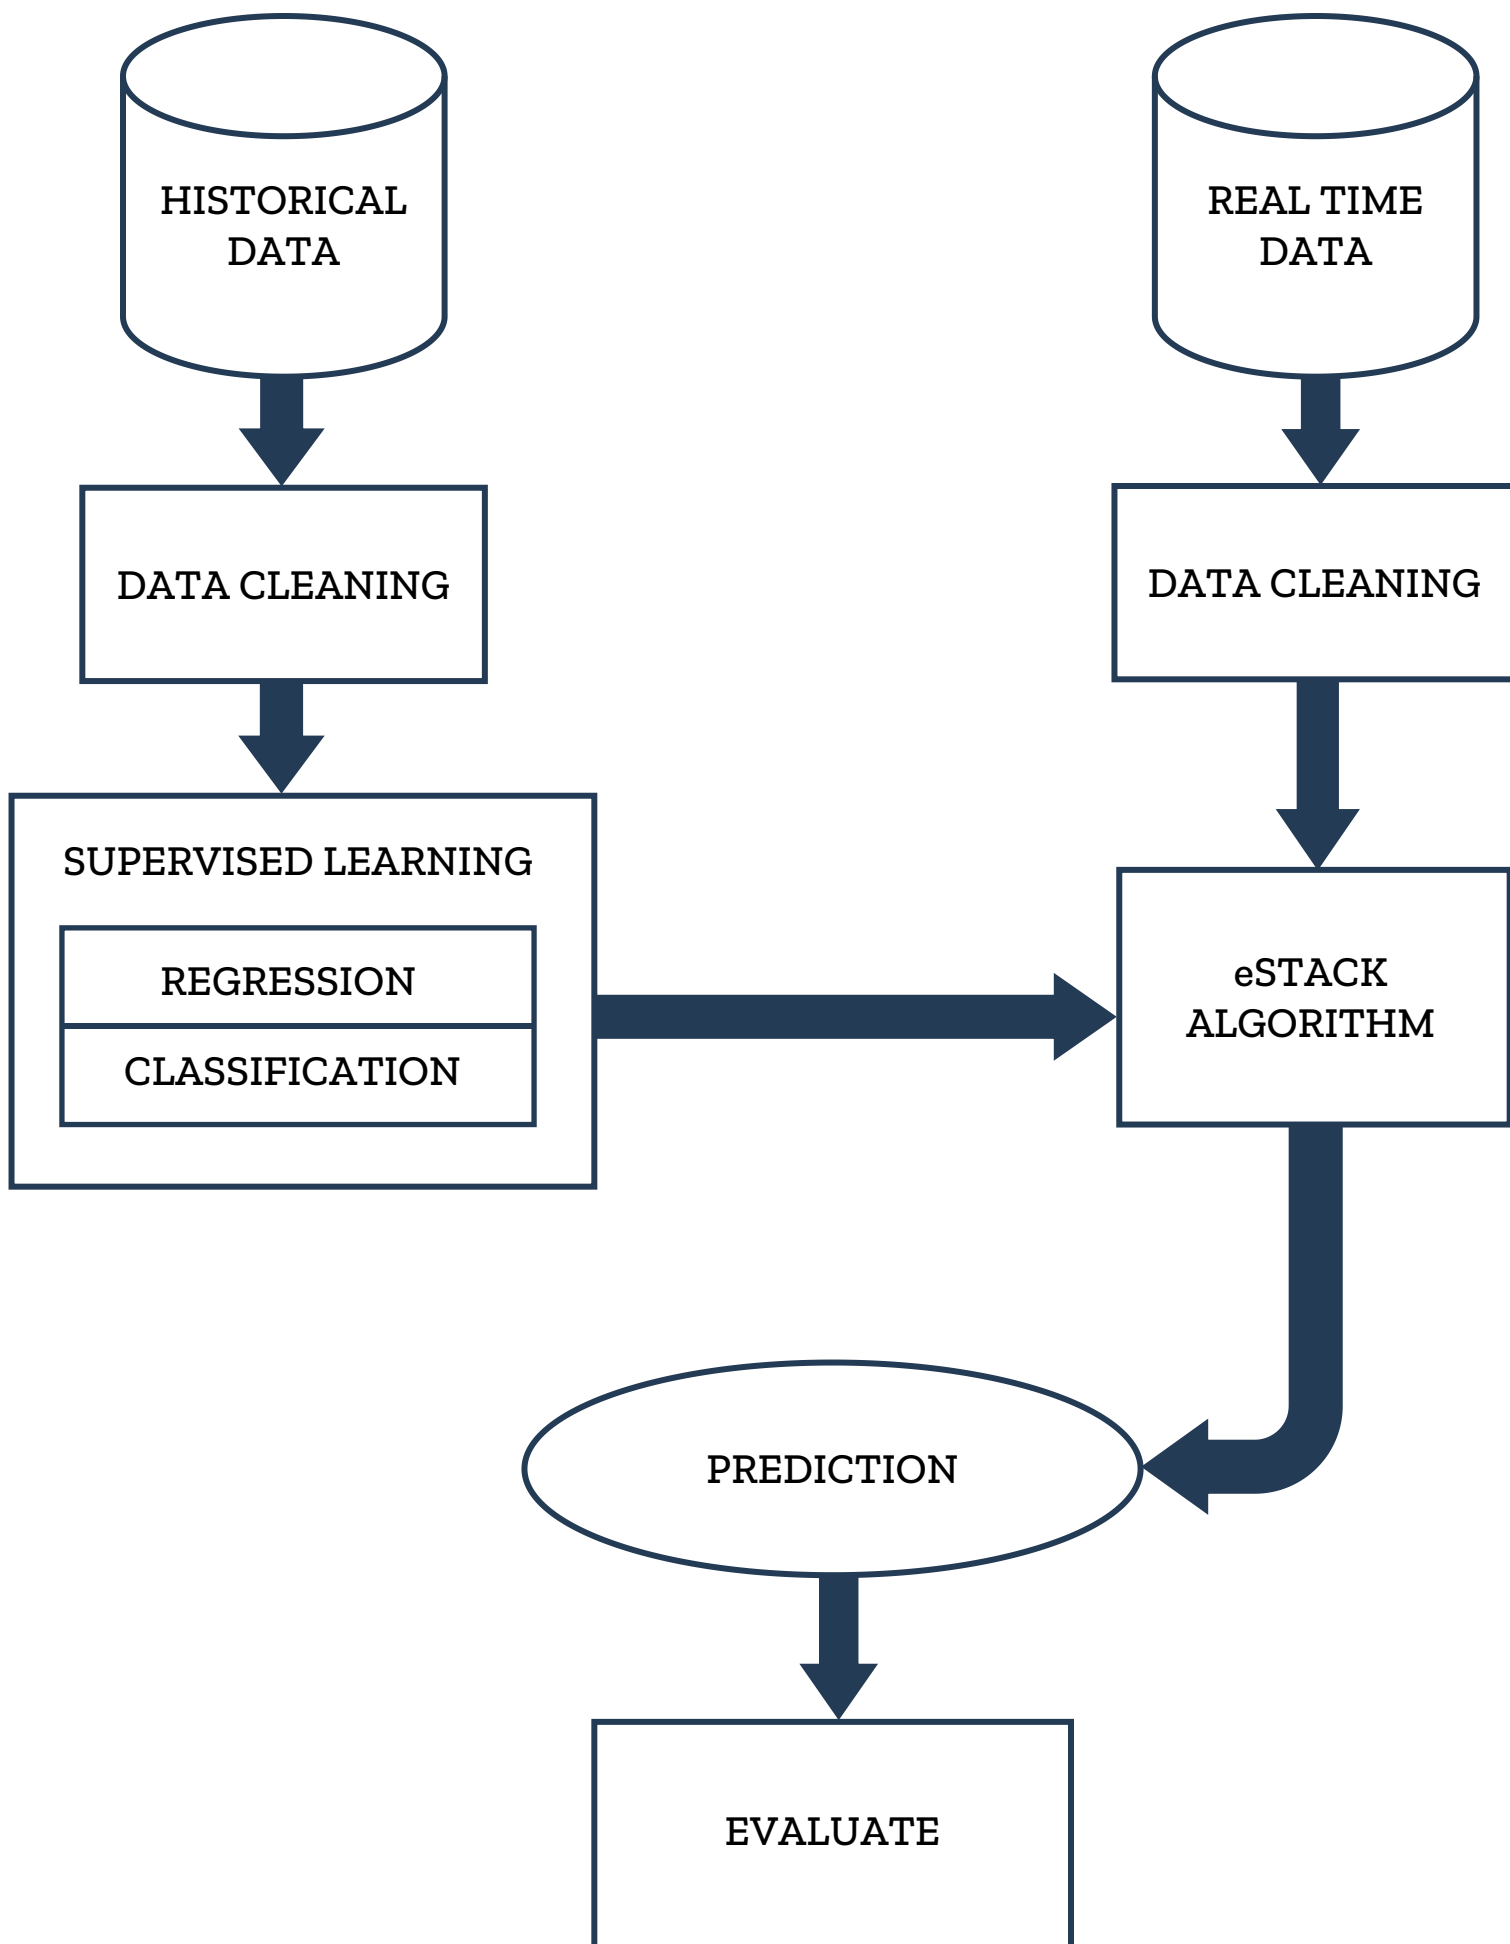 HISTORICAL
DATA
REAL TIME
DATA
DATA CLEANING
DATA CLEANING
SUPERVISED LEARNING
REGRESSION
CLASSIFICATION
eSTACK
ALGORITHM
PREDICTION
EVALUATE